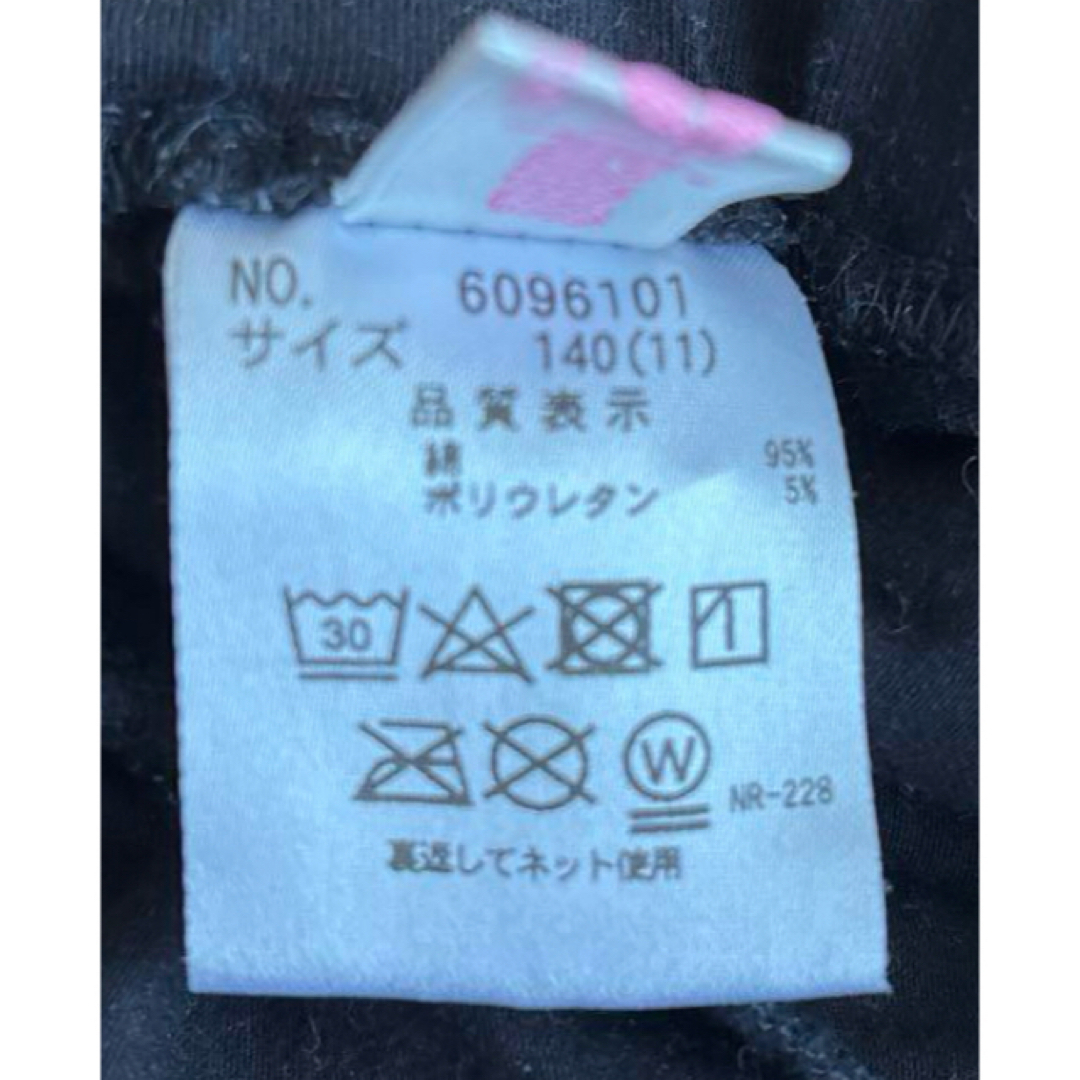 NO. 6096101
サイズ 140(11)
品質表示
綿 95%
ポリウレタン 5%
30
W NR-228
裏返してネット使用